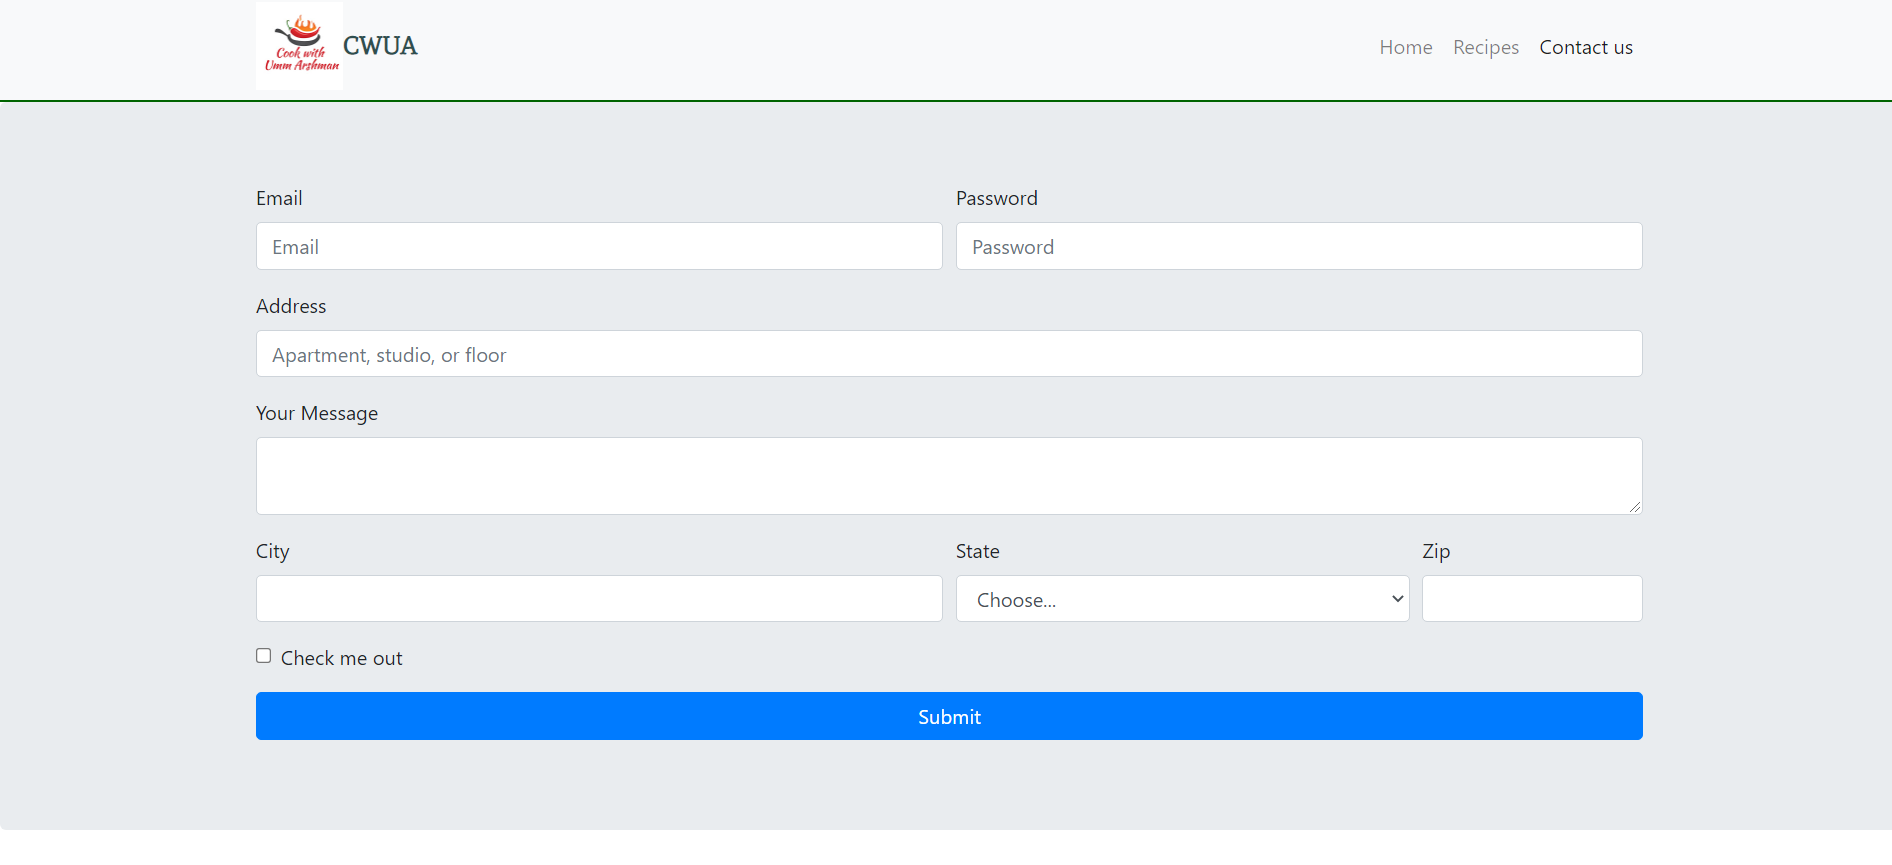 Cook with
Umm Arshman
CWUA
Home Recipes Contact us
Email Password
Email Password
Address
Apartment, studio, or floor
Your Message
City State Zip
Choose...
Check me out
Submit